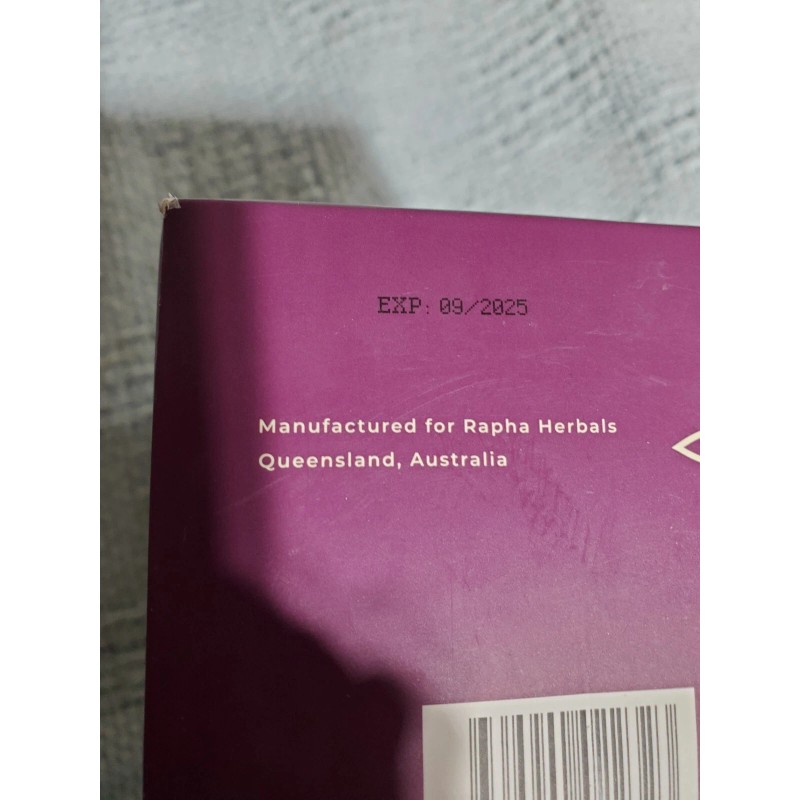 EXP: 09/2025
Manufactured for Rapha Herbals
Queensland, Australia